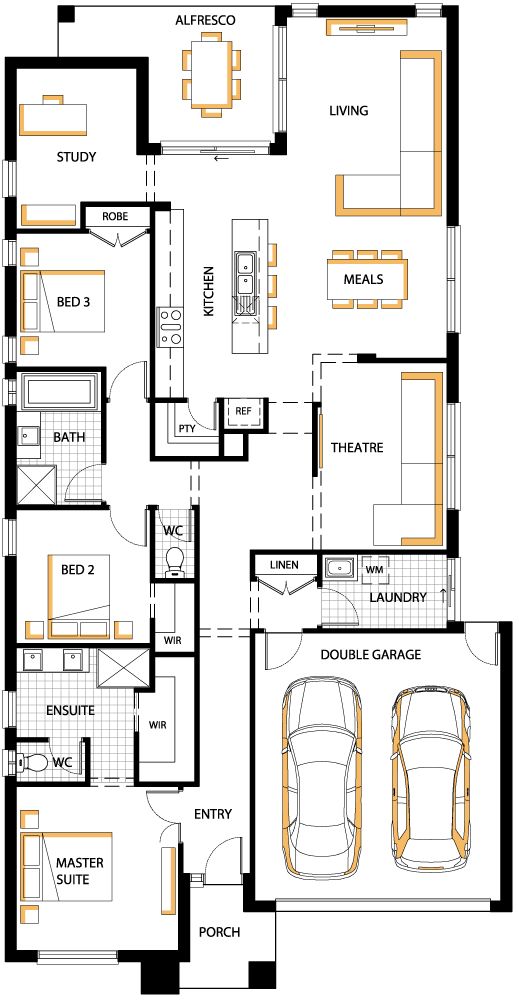 ALFRESCO
LIVING
STUDY
ROBE
KITCHEN
MEALS
BED 3
REF
PTY
BATH
THEATRE
WC
LINEN
WM
BED 2
LAUNDRY
WIR
DOUBLE GARAGE
ENSUITE
WIR
WC
ENTRY
MASTER
SUITE
PORCH